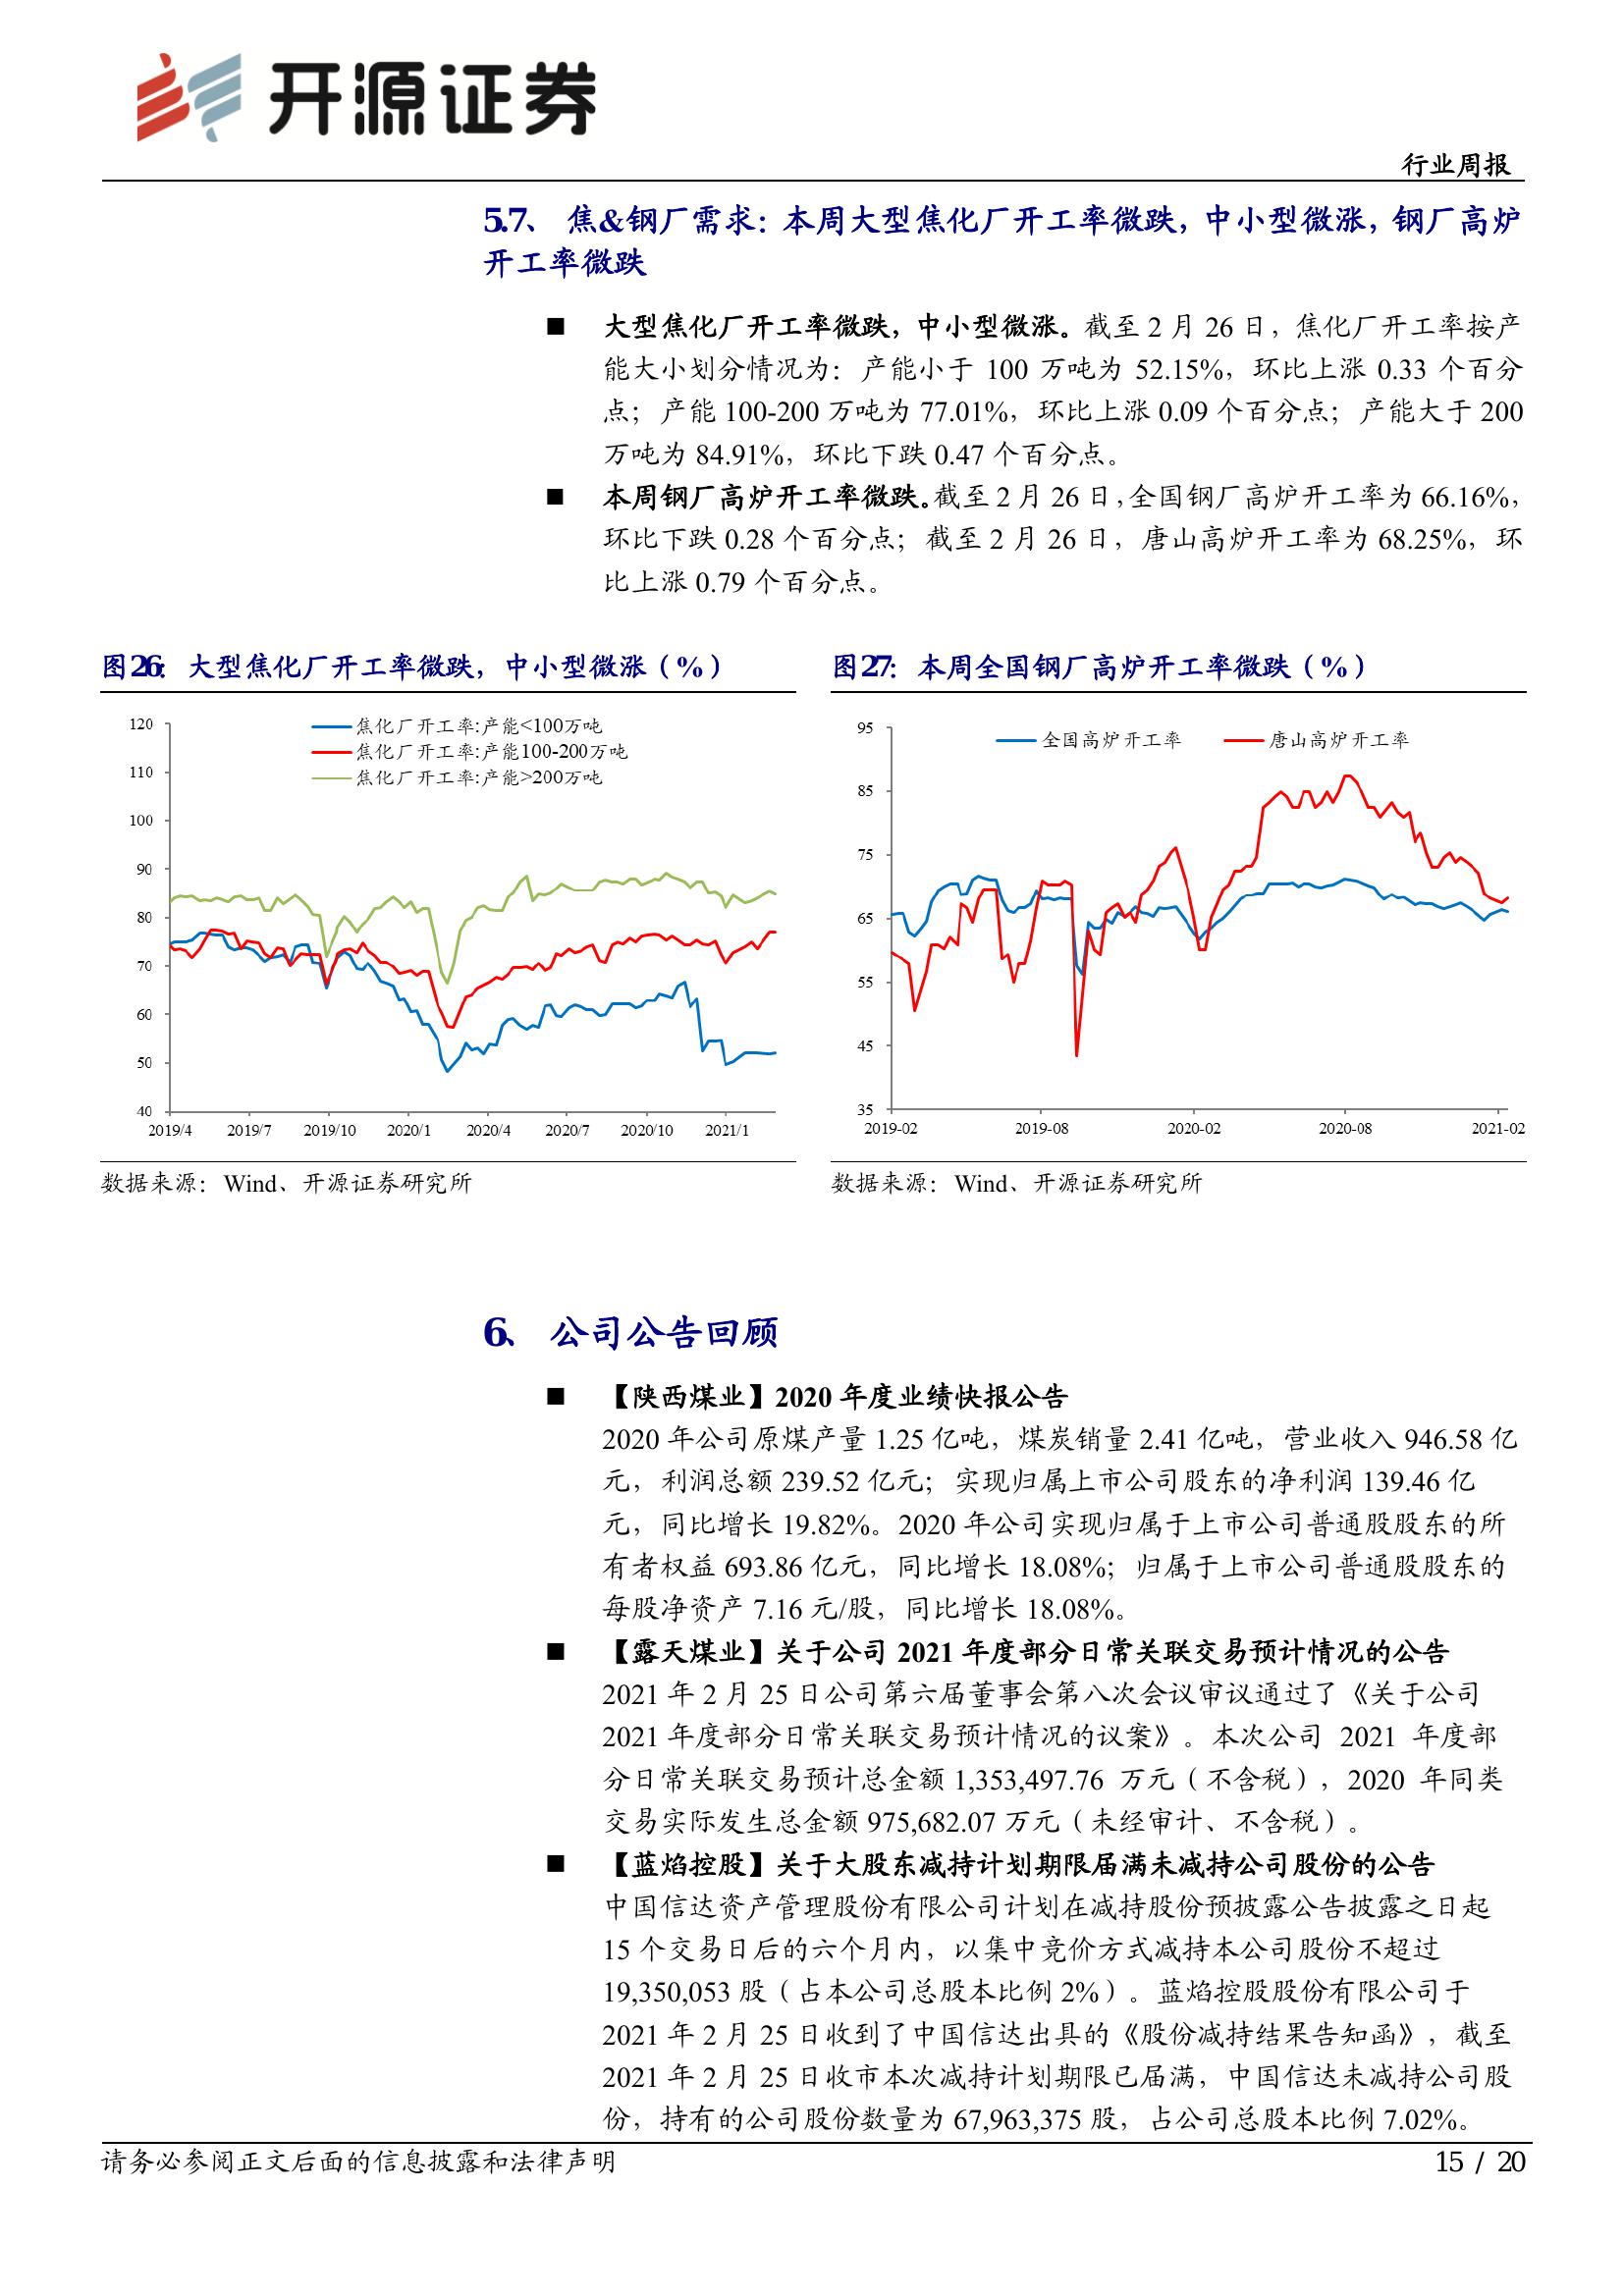 开源证券
行业周报
5.7、 焦&钢厂需求：本周大型焦化厂开工率微跌，中小型微涨，钢厂高炉
开工率微跌
■ 大型焦化厂开工率微跌，中小型微涨。截至 2 月 26 日，焦化厂开工率按产
能大小划分情况为：产能小于 100 万吨为 52.15%，环比上涨 0.33 个百分
点；产能 100-200 万吨为 77.01%，环比上涨 0.09 个百分点；产能大于 200
万吨为 84.91%，环比下跌 0.47 个百分点。
■ 本周钢厂高炉开工率微跌。截至 2 月 26 日，全国钢厂高炉开工率为 66.16%，
环比下跌 0.28 个百分点；截至 2 月 26 日，唐山高炉开工率为 68.25%，环
比上涨 0.79 个百分点。
图26： 大型焦化厂开工率微跌，中小型微涨（%）
120
110
100
90
80
70
60
50
40
焦化厂开工率:产能<100万吨
焦化厂开工率:产能100-200万吨
焦化厂开工率:产能>200万吨
2019/4 2019/7 2019/10 2020/1 2020/4 2020/7 2020/10 2021/1
数据来源：Wind、开源证券研究所
图27： 本周全国钢厂高炉开工率微跌（%）
95
85
75
65
55
45
35
全国高炉开工率 唐山高炉开工率
2019-02 2019-08 2020-02 2020-08 2021-02
数据来源：Wind、开源证券研究所
6、 公司公告回顾
■ 【陕西煤业】2020 年度业绩快报公告
2020 年公司原煤产量 1.25 亿吨，煤炭销量 2.41 亿吨，营业收入 946.58 亿
元，利润总额 239.52 亿元；实现归属上市公司股东的净利润 139.46 亿
元，同比增长 19.82%。2020 年公司实现归属于上市公司普通股股东的所
有者权益 693.86 亿元，同比增长 18.08%；归属于上市公司普通股股东的
每股净资产 7.16 元/股，同比增长 18.08%。
■ 【露天煤业】关于公司 2021 年度部分日常关联交易预计情况的公告
2021 年 2 月 25 日公司第六届董事会第八次会议审议通过了《关于公司
2021 年度部分日常关联交易预计情况的议案》。本次公司 2021 年度部
分日常关联交易预计总金额 1,353,497.76 万元（不含税），2020 年同类
交易实际发生总金额 975,682.07 万元（未经审计、不含税）。
■ 【蓝焰控股】关于大股东减持计划期限届满未减持公司股份的公告
中国信达资产管理股份有限公司计划在减持股份预披露公告披露之日起
15 个交易日后的六个月内，以集中竞价方式减持本公司股份不超过
19,350,053 股（占本公司总股本比例 2%）。蓝焰控股股份有限公司于
2021 年 2 月 25 日收到了中国信达出具的《股份减持结果告知函》，截至
2021 年 2 月 25 日收市本次减持计划期限已届满，中国信达未减持公司股
份，持有的公司股份数量为 67,963,375 股，占公司总股本比例 7.02%。
请务必参阅正文后面的信息披露和法律声明
15 / 20